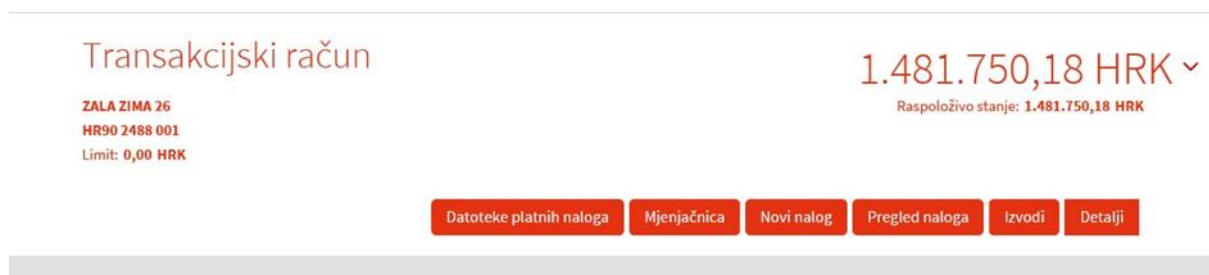 Transakcijski račun
1.481.750,18 HRK
ZALA ZIMA 26
Raspoloživo stanje: 1.481.750,18 HRK
HR90 2488 001
Limit: 0,00 HRK
Datoteke platnih naloga Mjenjačnica Novi nalog Pregled naloga Izvodi Detalji